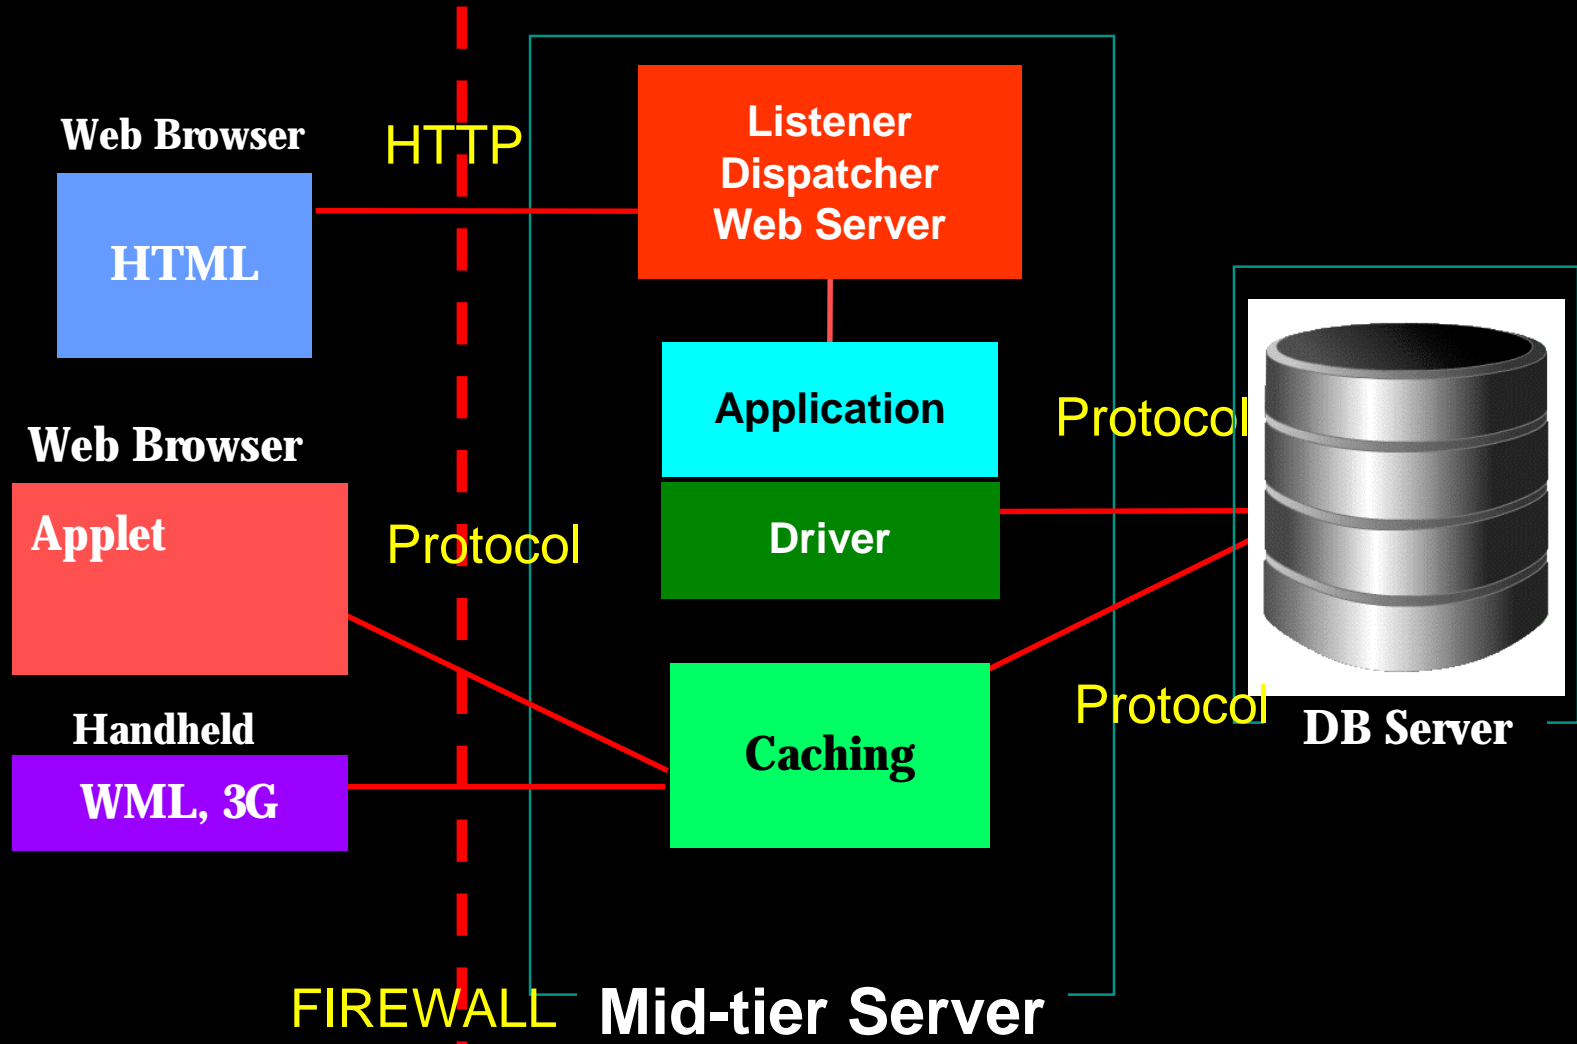 Web Browser
HTML
Web Browser
Applet
Handheld
WML, 3G
HTTP
Protocol
FIREWALL
Listener
Dispatcher
Web Server
Application
Driver
Caching
Mid-tier Server
Protocol
Protocol
DB Server